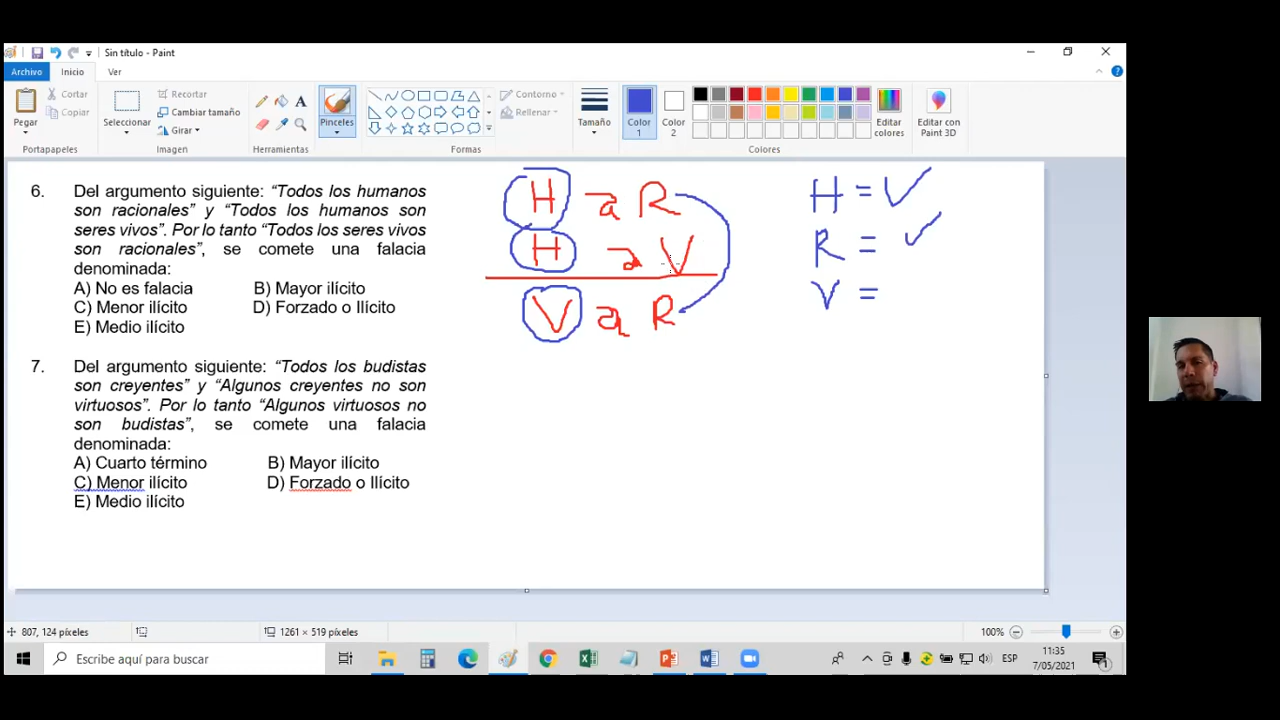 Sin título - Paint
Archivo Inicio Ver
Pegar
Cortar
Copiar
Portapapeles
Seleccionar
Recortar
Cambiar tamaño
Girar
Imagen
A
Herramientas
Pinceles
Contorno
Rellenar
Formas
Tamaño
Color 1
Color 2
Editar colores
Editar con Paint 3D
Colores
6. Del argumento siguiente: “Todos los humanos
son racionales” y “Todos los humanos son
seres vivos”. Por lo tanto “Todos los seres vivos
son racionales”, se comete una falacia
denominada:
A) No es falacia B) Mayor ilícito
C) Menor ilícito D) Forzado o Ilícito
E) Medio ilícito
7. Del argumento siguiente: “Todos los budistas
son creyentes” y “Algunos creyentes no son
virtuosos”. Por lo tanto “Algunos virtuosos no
son budistas”, se comete una falacia
denominada:
A) Cuarto término B) Mayor ilícito
C) Menor ilícito D) Forzado o Ilícito
E) Medio ilícito
H a R
H a V
V a R
H = ✓
R = ✓
V =
807, 124 píxeles 1261 × 519 píxeles 100%
Escribe aquí para buscar
ESP
11:35
7/05/2021
1